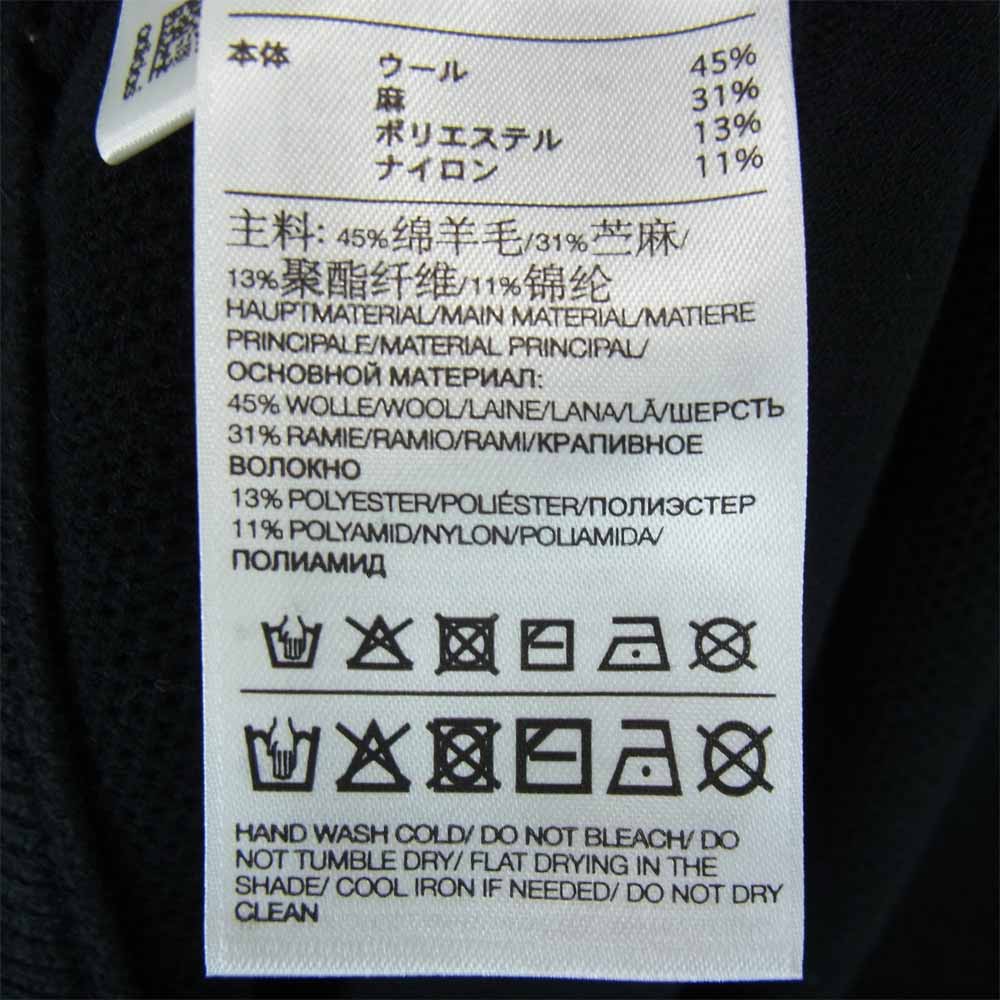 本体 ウール 45%
麻 31%
ポリエステル 13%
ナイロン 11%
主料: 45%绵羊毛/31%苎麻/
13%聚酯纤维/11%锦纶
HAUPTMATERIAL/MAIN MATERIAL/MATIERE
PRINCIPALE/MATERIAL PRINCIPAL/
ОСНОВНОЙ МАТЕРИАЛ:
45% WOLLE/WOOL/LAINE/LANA/LÃ/ШЕРСТЬ
31% RAMIE/RAMIO/RAMI/КРАПИВНОЕ
ВОЛОКНО
13% POLYESTER/POLIÉSTER/ПОЛИЭСТЕР
11% POLYAMID/NYLON/POLIAMIDA/
ПОЛИАМИД
HAND WASH COLD/ DO NOT BLEACH/ DO
NOT TUMBLE DRY/ FLAT DRYING IN THE
SHADE/ COOL IRON IF NEEDED/ DO NOT DRY
CLEAN